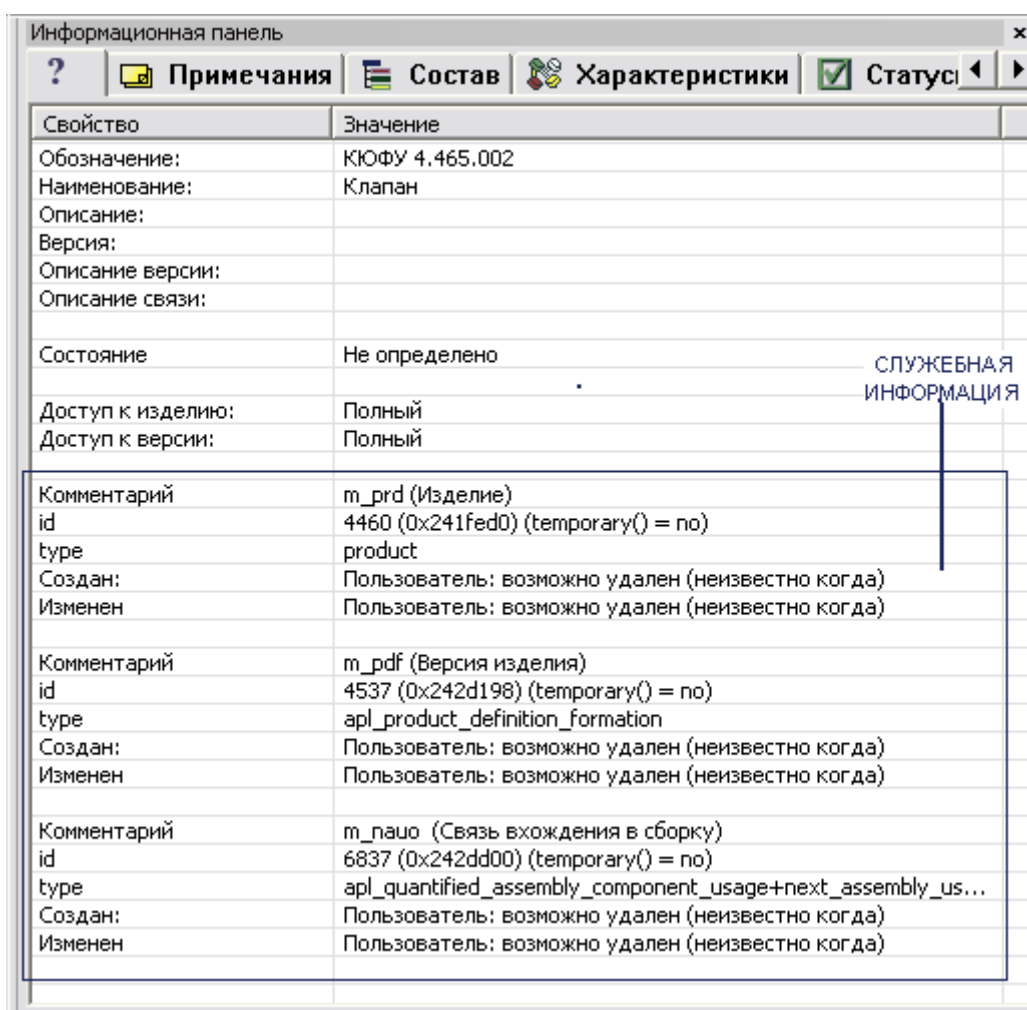 Информационная панель
? Примечания Состав Характеристики Статус
Свойство Значение
Обозначение: КЮФУ 4.465.002
Наименование: Клапан
Описание:
Версия:
Описание версии:
Описание связи:
Состояние Не определено
СЛУЖЕБНАЯ
ИНФОРМАЦИЯ
Доступ к изделию: Полный
Доступ к версии: Полный
Комментарий m_prd (Изделие)
id 4460 (0x241fed0) (temporary() = no)
type product
Создан: Пользователь: возможно удален (неизвестно когда)
Изменен Пользователь: возможно удален (неизвестно когда)
Комментарий m_pdf (Версия изделия)
id 4537 (0x242d198) (temporary() = no)
type apl_product_definition_formation
Создан: Пользователь: возможно удален (неизвестно когда)
Изменен Пользователь: возможно удален (неизвестно когда)
Комментарий m_nauo (Связь вхождения в сборку)
id 6837 (0x242dd00) (temporary() = no)
type apl_quantified_assembly_component_usage+next_assembly_us...
Создан: Пользователь: возможно удален (неизвестно когда)
Изменен Пользователь: возможно удален (неизвестно когда)